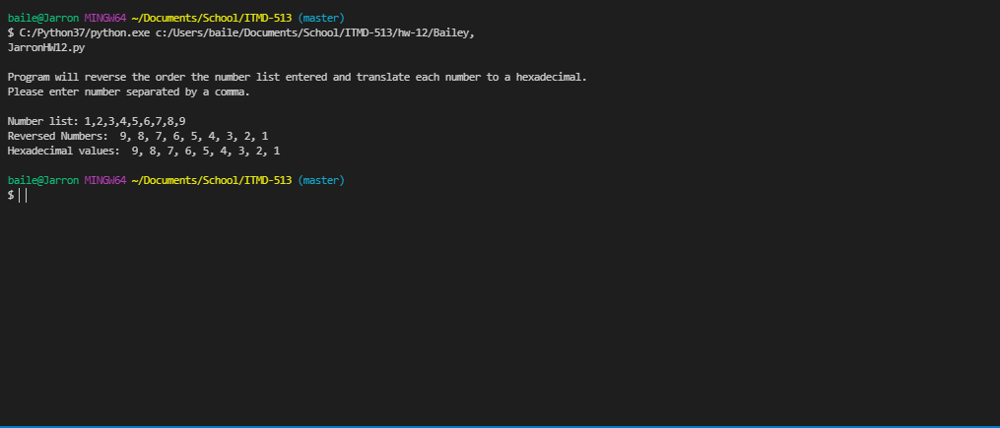 baile@Jarron MINGW64 ~/Documents/School/ITMD-513 (master)
$ C:/Python37/python.exe c:/Users/baile/Documents/School/ITMD-513/hw-12/Bailey,
JarronHW12.py
Program will reverse the order the number list entered and translate each number to a hexadecimal.
Please enter number separated by a comma.
Number list: 1,2,3,4,5,6,7,8,9
Reversed Numbers:  9, 8, 7, 6, 5, 4, 3, 2, 1
Hexadecimal values:  9, 8, 7, 6, 5, 4, 3, 2, 1
baile@Jarron MINGW64 ~/Documents/School/ITMD-513 (master)
$